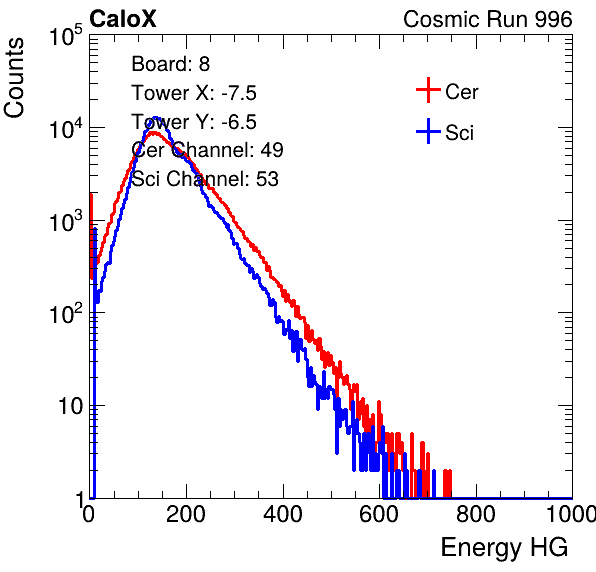 CaloX
Cosmic Run 996
Counts
Board: 8
Tower X: -7.5
Tower Y: -6.5
Cer Channel: 49
Sci Channel: 53
Cer
Sci
10^5
10^4
10^3
10^2
10
1
0 200 400 600 800 1000
Energy HG